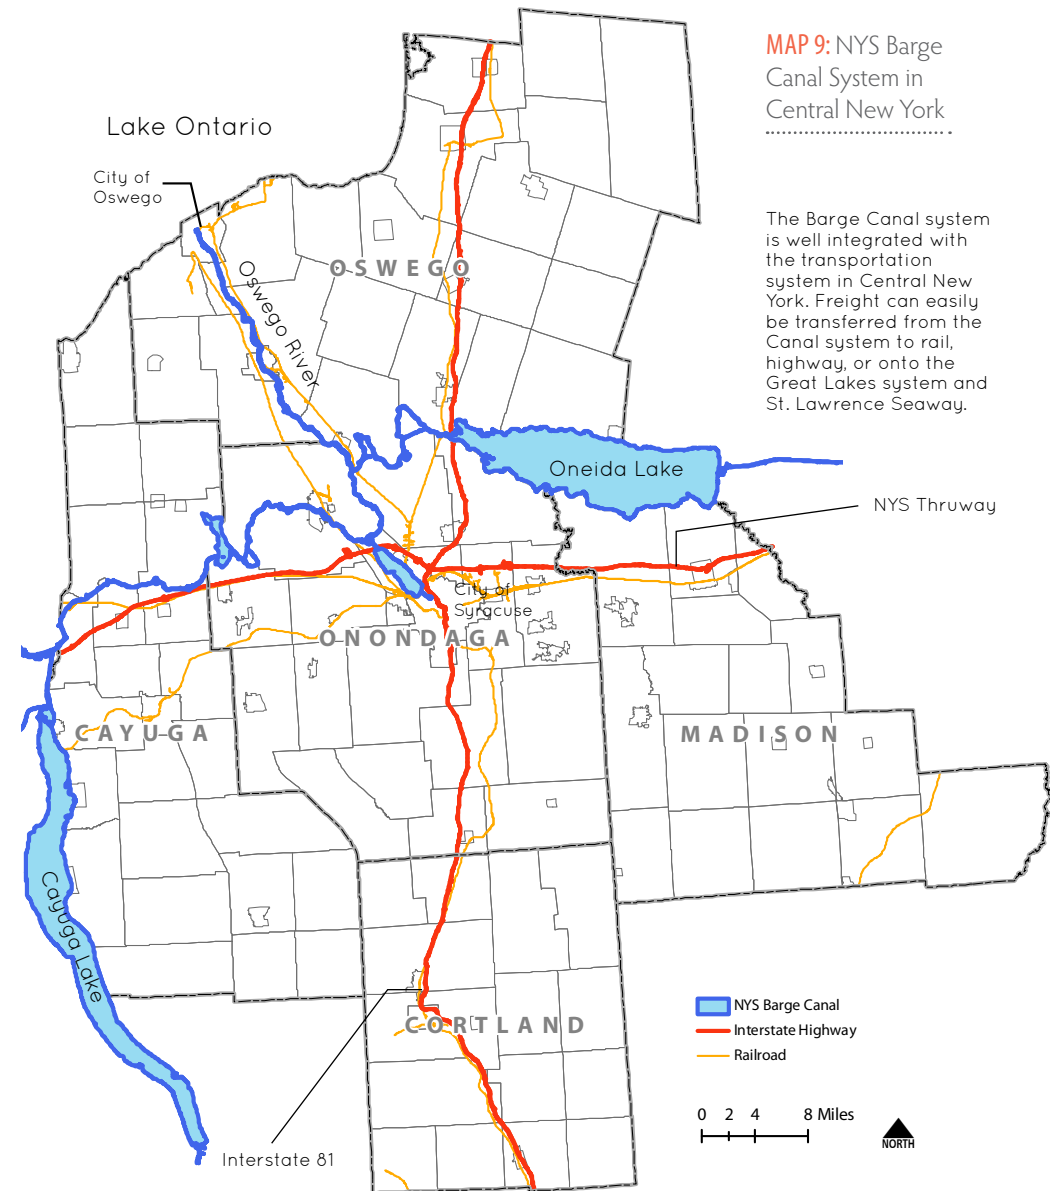 MAP 9: NYS Barge
Canal System in
Central New York
Lake Ontario
City of
Oswego
The Barge Canal system
is well integrated with
the transportation
system in Central New
York. Freight can easily
be transferred from the
Canal system to rail,
highway, or onto the
Great Lakes system and
St. Lawrence Seaway.
OSWEGO
Oswego River
Oneida Lake
NYS Thruway
City of
Syracuse
ONONDAGA
CAYUGA
MADISON
Cayuga Lake
CORTLAND
Interstate 81
NYS Barge Canal
Interstate Highway
Railroad
0 2 4 8 Miles
NORTH